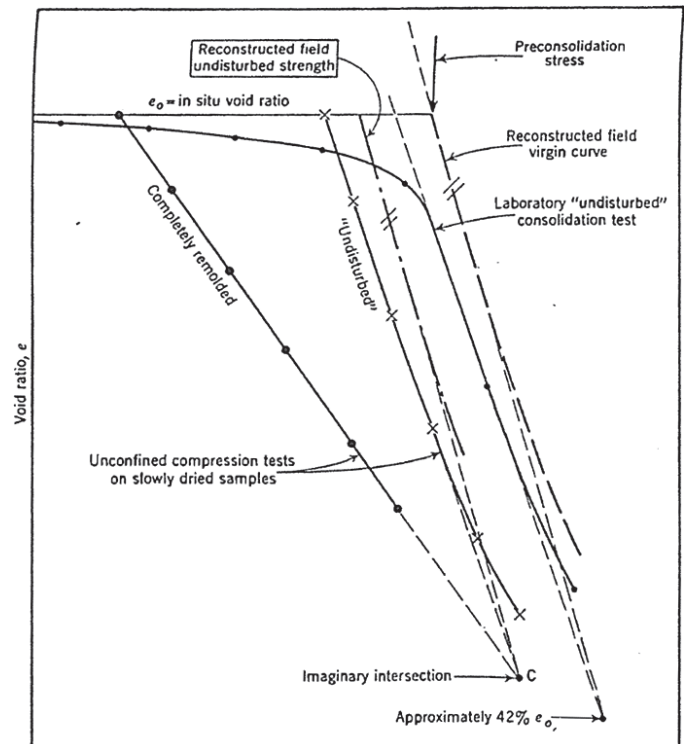 Reconstructed field
undisturbed strength
Preconsolidation
stress
e₀ = in situ void ratio
Reconstructed field
virgin curve
Laboratory "undisturbed"
consolidation test
Completely remolded
"Undisturbed"
Void ratio, e
Unconfined compression tests
on slowly dried samples
Imaginary intersection
C
Approximately 42% e₀,